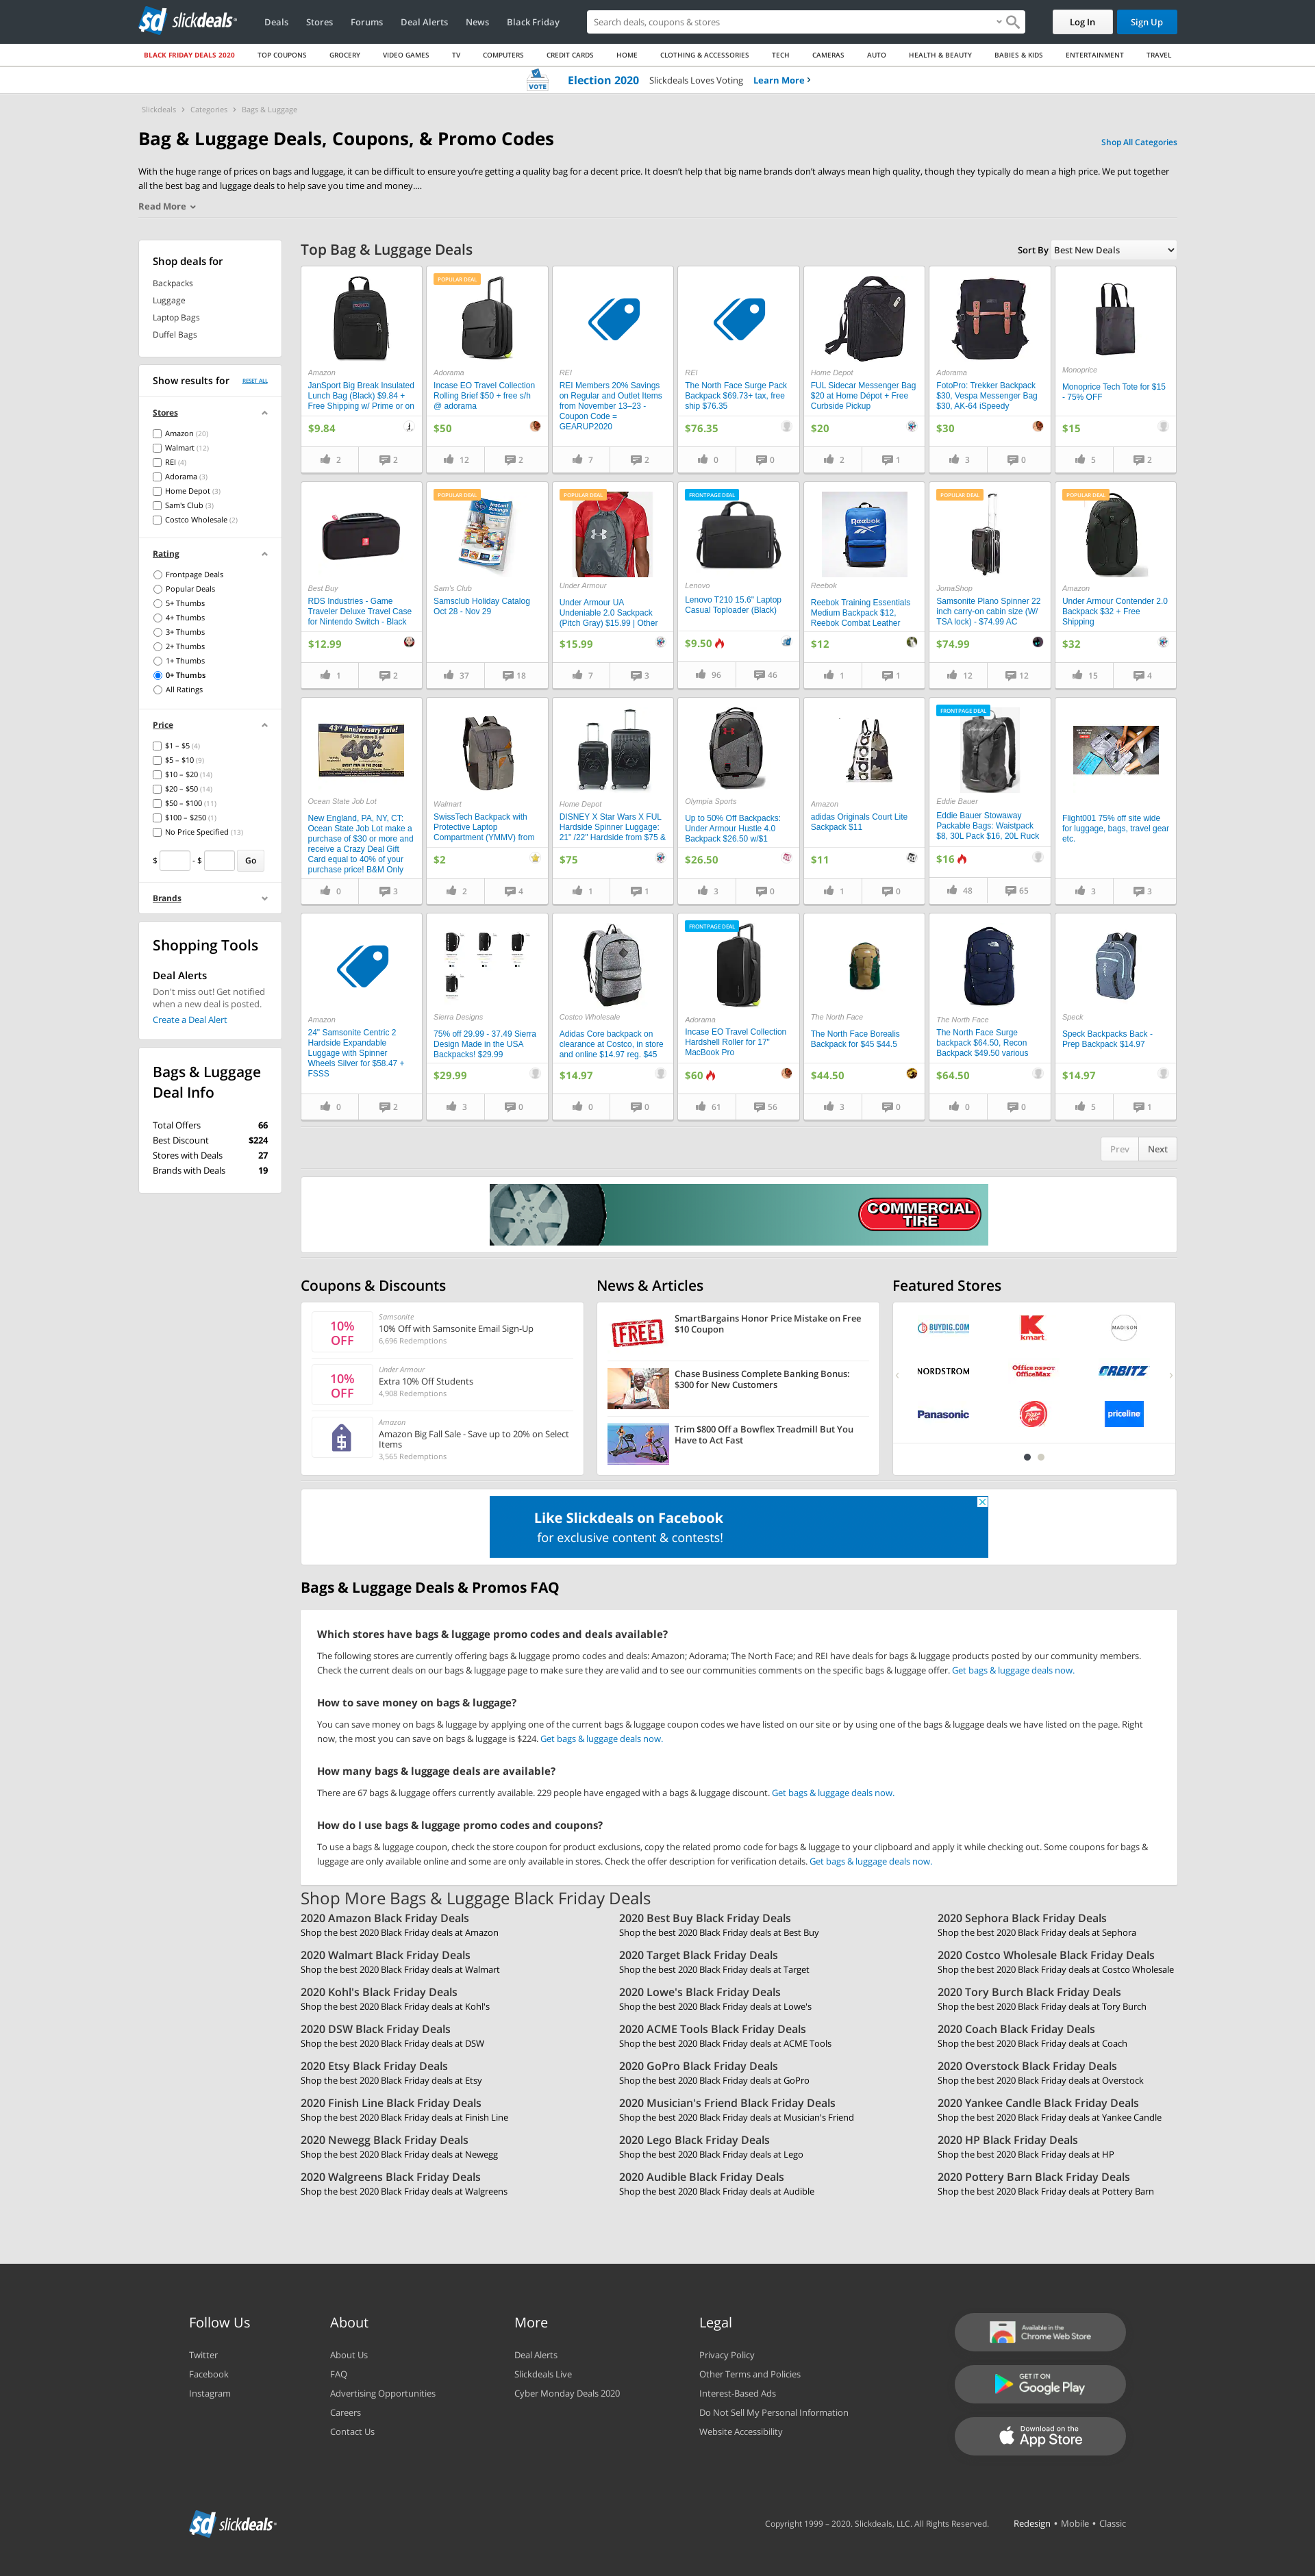 slickdeals
Deals
Stores
Forums
Deal Alerts
News
Black Friday
Search deals, coupons & stores
Log In
Sign Up
BLACK FRIDAY DEALS 2020
TOP COUPONS
GROCERY
VIDEO GAMES
TV
COMPUTERS
CREDIT CARDS
HOME
CLOTHING & ACCESSORIES
TECH
CAMERAS
AUTO
HEALTH & BEAUTY
BABIES & KIDS
ENTERTAINMENT
TRAVEL
VOTE
Election 2020 Slickdeals Loves Voting Learn More
Slickdeals > Categories > Bags & Luggage
Bag & Luggage Deals, Coupons, & Promo Codes
Shop All Categories
With the huge range of prices on bags and luggage, it can be difficult to ensure you're getting a quality bag for a decent price. It doesn't help that big name brands don't always mean high quality, though they typically do mean a high price. We put together
all the best bag and luggage deals to help save you time and money....
Read More
Shop deals for
Backpacks
Luggage
Laptop Bags
Duffel Bags
Show results for
RESET ALL
Stores
Amazon (20)
Walmart (12)
REI (4)
Adorama (3)
Home Depot (3)
Sam's Club (3)
Costco Wholesale (2)
Rating
Frontpage Deals
Popular Deals
5+ Thumbs
4+ Thumbs
3+ Thumbs
2+ Thumbs
1+ Thumbs
0+ Thumbs
All Ratings
Price
$1 – $5 (4)
$5 – $10 (9)
$10 – $20 (14)
$20 – $50 (14)
$50 – $100 (11)
$100 – $250 (1)
No Price Specified (13)
$ - $ Go
Brands
Shopping Tools
Deal Alerts
Don't miss out! Get notified
when a new deal is posted.
Create a Deal Alert
Bags & Luggage
Deal Info
Total Offers 66
Best Discount $224
Stores with Deals 27
Brands with Deals 19
Top Bag & Luggage Deals
Sort By Best New Deals
Amazon
JanSport Big Break Insulated
Lunch Bag (Black) $9.84 +
Free Shipping w/ Prime or on
$9.84
2 2
POPULAR DEAL
Adorama
Incase EO Travel Collection
Rolling Brief $50 + free s/h
@ adorama
$50
12 2
REI
REI Members 20% Savings
on Regular and Outlet Items
from November 13–23 -
Coupon Code =
GEARUP2020
7 2
REI
The North Face Surge Pack
Backpack $69.73+ tax, free
ship $76.35
$76.35
0 0
Home Depot
FUL Sidecar Messenger Bag
$20 at Home Dépot + Free
Curbside Pickup
$20
2 1
Adorama
FotoPro: Trekker Backpack
$30, Vespa Messenger Bag
$30, AK-64 iSpeedy
$30
3 0
Monoprice
Monoprice Tech Tote for $15
- 75% OFF
$15
5 2
Best Buy
RDS Industries - Game
Traveler Deluxe Travel Case
for Nintendo Switch - Black
$12.99
1 2
POPULAR DEAL
Sam's Club
Samsclub Holiday Catalog
Oct 28 - Nov 29
37 18
POPULAR DEAL
Under Armour
Under Armour UA
Undeniable 2.0 Sackpack
(Pitch Gray) $15.99 | Other
$15.99
7 3
FRONTPAGE DEAL
Lenovo
Lenovo T210 15.6" Laptop
Casual Toploader (Black)
$9.50
96 46
Reebok
Reebok
Reebok Training Essentials
Medium Backpack $12,
Reebok Combat Leather
$12
1 1
POPULAR DEAL
JomaShop
Samsonite Plano Spinner 22
inch carry-on cabin size (W/
TSA lock) - $74.99 AC
$74.99
12 12
POPULAR DEAL
Amazon
Under Armour Contender 2.0
Backpack $32 + Free
Shipping
$32
15 4
43rd Anniversary Sale!
40%
Ocean State Job Lot
New England, PA, NY, CT:
Ocean State Job Lot make a
purchase of $30 or more and
receive a Crazy Deal Gift
Card equal to 40% of your
purchase price! B&M Only
0 3
Walmart
SwissTech Backpack with
Protective Laptop
Compartment (YMMV) from
$2
2 4
Home Depot
DISNEY X Star Wars X FUL
Hardside Spinner Luggage:
21" /22" Hardside from $75 &
$75
1 1
Olympia Sports
Up to 50% Off Backpacks:
Under Armour Hustle 4.0
Backpack $26.50 w/$1
$26.50
3 0
adidas
Amazon
adidas Originals Court Lite
Sackpack $11
$11
1 0
FRONTPAGE DEAL
Eddie Bauer
Eddie Bauer Stowaway
Packable Bags: Waistpack
$8, 30L Pack $16, 20L Ruck
$16
48 65
Flight001 75% off site wide
for luggage, bags, travel gear
etc.
3 3
Amazon
24" Samsonite Centric 2
Hardside Expandable
Luggage with Spinner
Wheels Silver for $58.47 +
FSSS
0 2
Sierra Designs
75% off 29.99 - 37.49 Sierra
Design Made in the USA
Backpacks! $29.99
$29.99
3 0
Costco Wholesale
Adidas Core backpack on
clearance at Costco, in store
and online $14.97 reg. $45
$14.97
0 0
FRONTPAGE DEAL
Adorama
Incase EO Travel Collection
Hardshell Roller for 17"
MacBook Pro
$60
61 56
The North Face
The North Face Borealis
Backpack for $45 $44.5
$44.50
3 0
The North Face
The North Face Surge
backpack $64.50, Recon
Backpack $49.50 various
$64.50
0 0
Speck
Speck Backpacks Back -
Prep Backpack $14.97
$14.97
5 1
Prev Next
COMMERCIAL
TIRE
Coupons & Discounts
10%
OFF
Samsonite
10% Off with Samsonite Email Sign-Up
6,696 Redemptions
10%
OFF
Under Armour
Extra 10% Off Students
4,908 Redemptions
Amazon
Amazon Big Fall Sale - Save up to 20% on Select
Items
3,565 Redemptions
News & Articles
FREE
SmartBargains Honor Price Mistake on Free
$10 Coupon
Chase Business Complete Banking Bonus:
$300 for New Customers
Trim $800 Off a Bowflex Treadmill But You
Have to Act Fast
Featured Stores
BUYDIG.COM
kmart
MADISON
NORDSTROM
Office DEPOT
OfficeMax
ORBITZ
Panasonic
Pizza Hut
priceline
Like Slickdeals on Facebook
for exclusive content & contests!
Bags & Luggage Deals & Promos FAQ
Which stores have bags & luggage promo codes and deals available?
The following stores are currently offering bags & luggage promo codes and deals: Amazon; Adorama; The North Face; and REI have deals for bags & luggage products posted by our community members.
Check the current deals on our bags & luggage page to make sure they are valid and to see our communities comments on the specific bags & luggage offer. Get bags & luggage deals now.
How to save money on bags & luggage?
You can save money on bags & luggage by applying one of the current bags & luggage coupon codes we have listed on our site or by using one of the bags & luggage deals we have listed on the page. Right
now, the most you can save on bags & luggage is $224. Get bags & luggage deals now.
How many bags & luggage deals are available?
There are 67 bags & luggage offers currently available. 229 people have engaged with a bags & luggage discount. Get bags & luggage deals now.
How do I use bags & luggage promo codes and coupons?
To use a bags & luggage coupon, check the store coupon for product exclusions, copy the related promo code for bags & luggage to your clipboard and apply it while checking out. Some coupons for bags &
luggage are only available online and some are only available in stores. Check the offer description for verification details. Get bags & luggage deals now.
Shop More Bags & Luggage Black Friday Deals
2020 Amazon Black Friday Deals
Shop the best 2020 Black Friday deals at Amazon
2020 Best Buy Black Friday Deals
Shop the best 2020 Black Friday deals at Best Buy
2020 Sephora Black Friday Deals
Shop the best 2020 Black Friday deals at Sephora
2020 Walmart Black Friday Deals
Shop the best 2020 Black Friday deals at Walmart
2020 Target Black Friday Deals
Shop the best 2020 Black Friday deals at Target
2020 Costco Wholesale Black Friday Deals
Shop the best 2020 Black Friday deals at Costco Wholesale
2020 Kohl's Black Friday Deals
Shop the best 2020 Black Friday deals at Kohl's
2020 Lowe's Black Friday Deals
Shop the best 2020 Black Friday deals at Lowe's
2020 Tory Burch Black Friday Deals
Shop the best 2020 Black Friday deals at Tory Burch
2020 DSW Black Friday Deals
Shop the best 2020 Black Friday deals at DSW
2020 ACME Tools Black Friday Deals
Shop the best 2020 Black Friday deals at ACME Tools
2020 Coach Black Friday Deals
Shop the best 2020 Black Friday deals at Coach
2020 Etsy Black Friday Deals
Shop the best 2020 Black Friday deals at Etsy
2020 GoPro Black Friday Deals
Shop the best 2020 Black Friday deals at GoPro
2020 Overstock Black Friday Deals
Shop the best 2020 Black Friday deals at Overstock
2020 Finish Line Black Friday Deals
Shop the best 2020 Black Friday deals at Finish Line
2020 Musician's Friend Black Friday Deals
Shop the best 2020 Black Friday deals at Musician's Friend
2020 Yankee Candle Black Friday Deals
Shop the best 2020 Black Friday deals at Yankee Candle
2020 Newegg Black Friday Deals
Shop the best 2020 Black Friday deals at Newegg
2020 Lego Black Friday Deals
Shop the best 2020 Black Friday deals at Lego
2020 HP Black Friday Deals
Shop the best 2020 Black Friday deals at HP
2020 Walgreens Black Friday Deals
Shop the best 2020 Black Friday deals at Walgreens
2020 Audible Black Friday Deals
Shop the best 2020 Black Friday deals at Audible
2020 Pottery Barn Black Friday Deals
Shop the best 2020 Black Friday deals at Pottery Barn
Follow Us
Twitter
Facebook
Instagram
About
About Us
FAQ
Advertising Opportunities
Careers
Contact Us
More
Deal Alerts
Slickdeals Live
Cyber Monday Deals 2020
Legal
Privacy Policy
Other Terms and Policies
Interest-Based Ads
Do Not Sell My Personal Information
Website Accessibility
Available in the
Chrome Web Store
GET IT ON
Google Play
Download on the
App Store
slickdeals
Copyright 1999 – 2020. Slickdeals, LLC. All Rights Reserved.
Redesign • Mobile • Classic